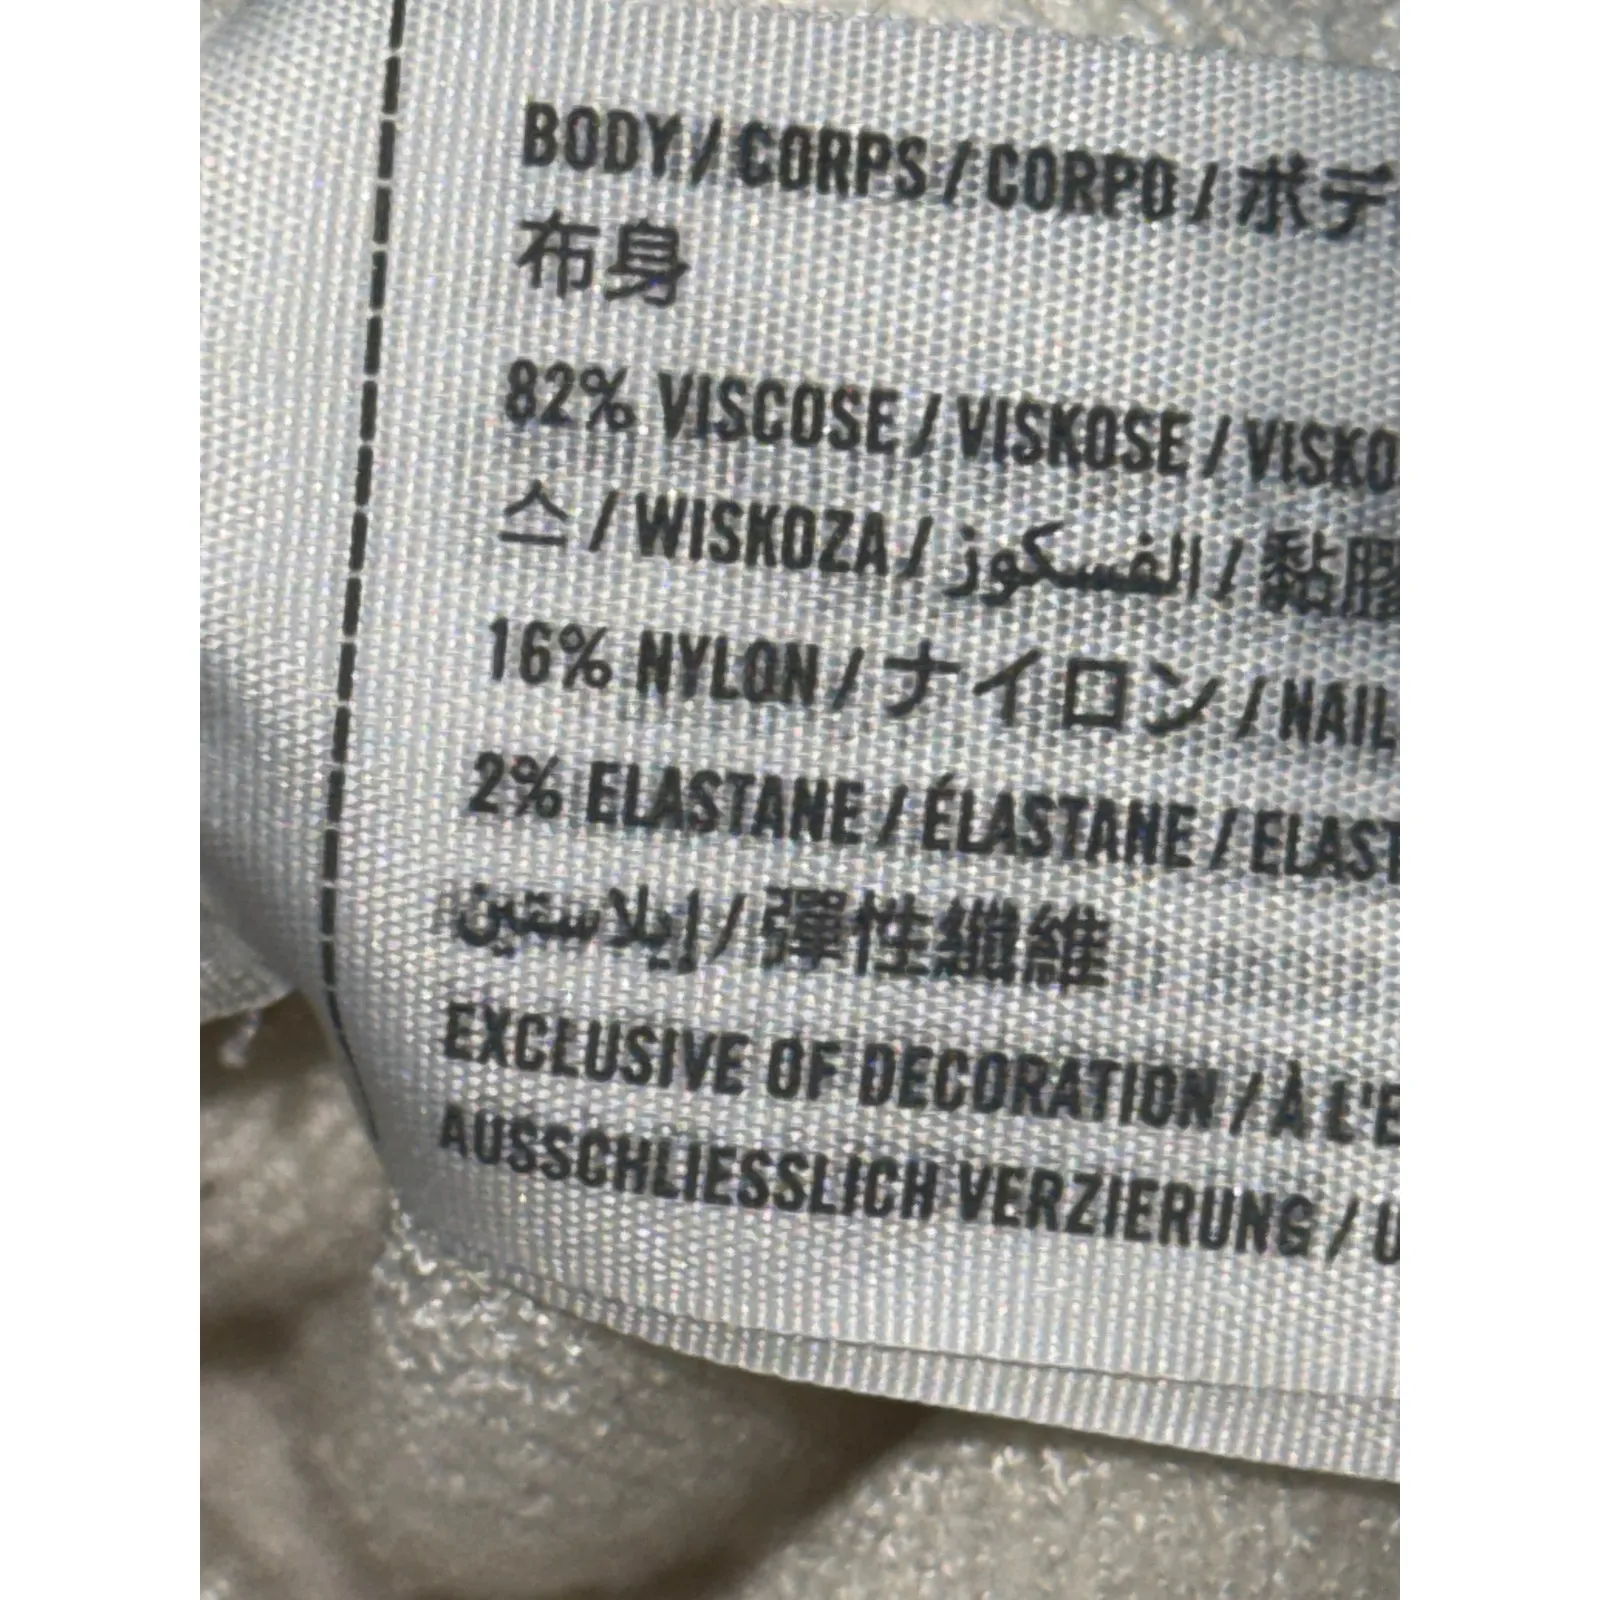 BODY / CORPS / CORPO / ボデ
布身
82% VISCOSE / VISKOSE / VISKO
스 / WISKOZA / الفسكوز / 黏膠
16% NYLON / ナイロン / NAIL
2% ELASTANE / ÉLASTANE / ELAST
إيلاستين / 彈性纖維
EXCLUSIVE OF DECORATION / À L'E
AUSSCHLIESSLICH VERZIERUNG / U